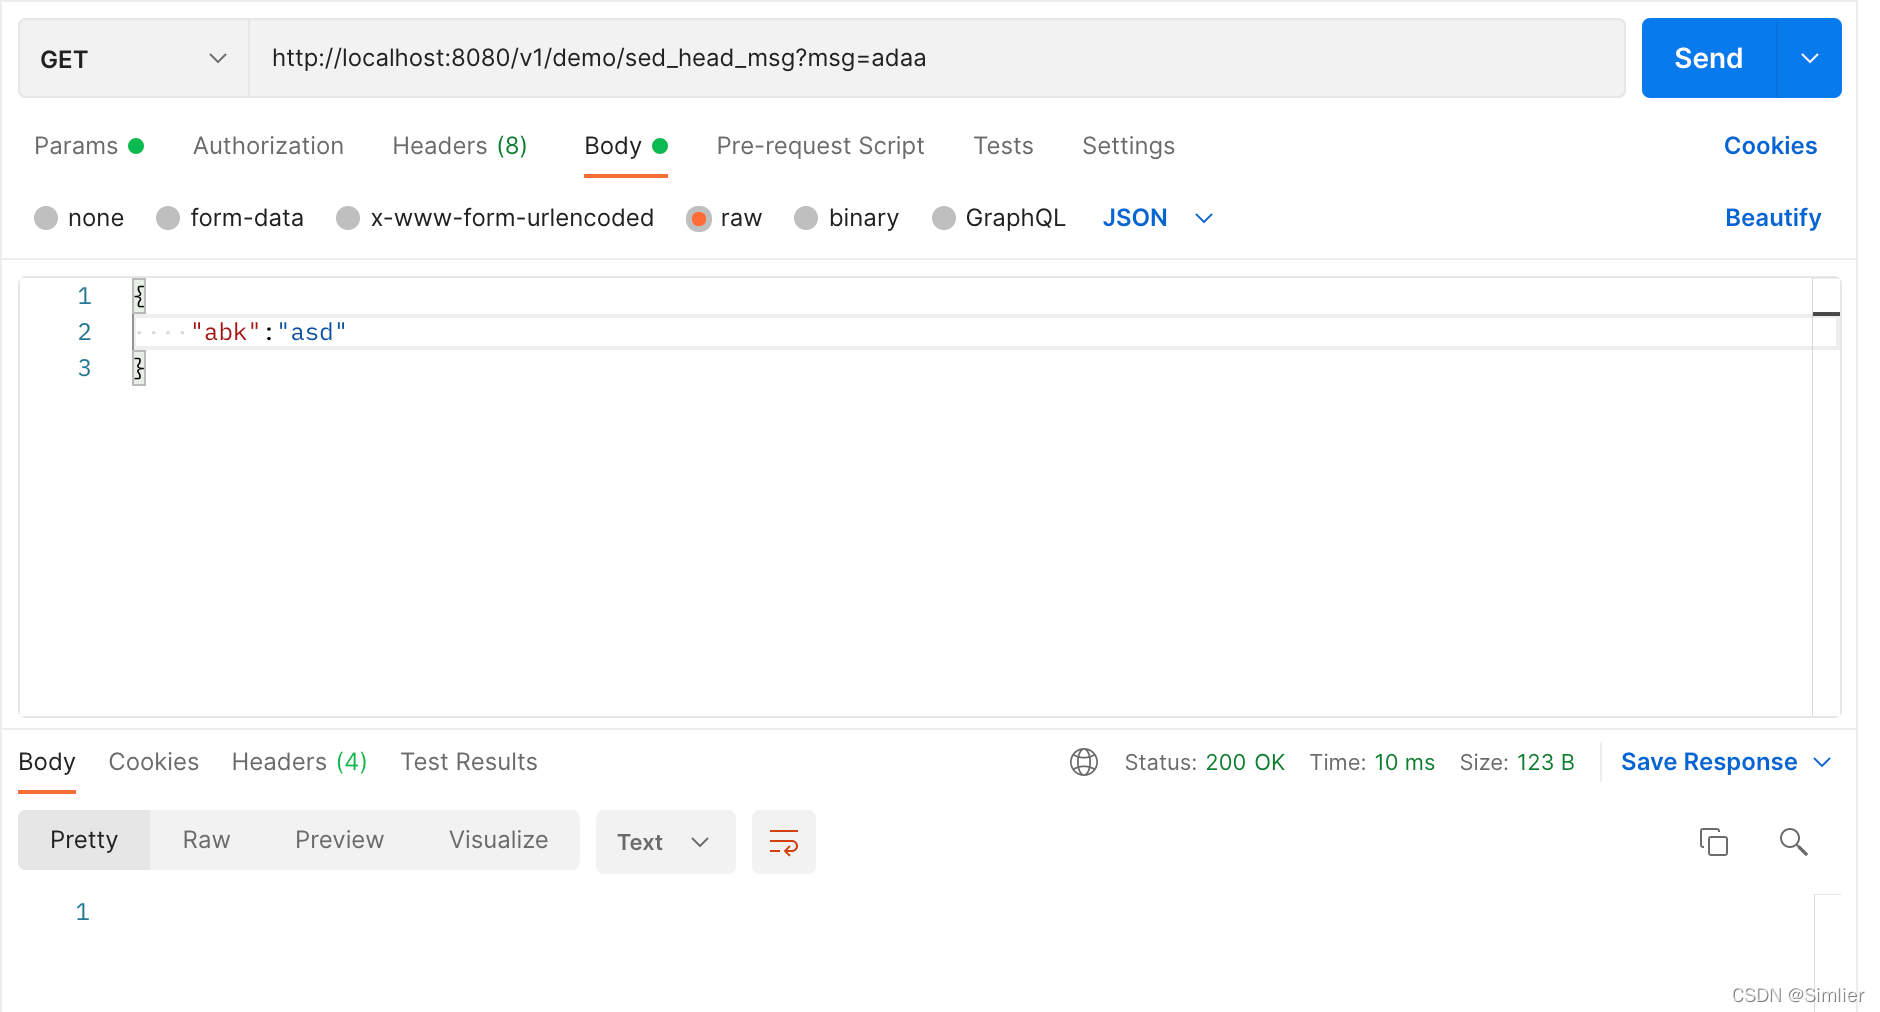 GET http://localhost:8080/v1/demo/sed_head_msg?msg=adaa Send
Params Authorization Headers (8) Body Pre-request Script Tests Settings Cookies
none form-data x-www-form-urlencoded raw binary GraphQL JSON Beautify
1 {
2 "abk":"asd"
3 }
Body Cookies Headers (4) Test Results Status: 200 OK Time: 10 ms Size: 123 B Save Response
Pretty Raw Preview Visualize Text
1
CSDN @Simlier